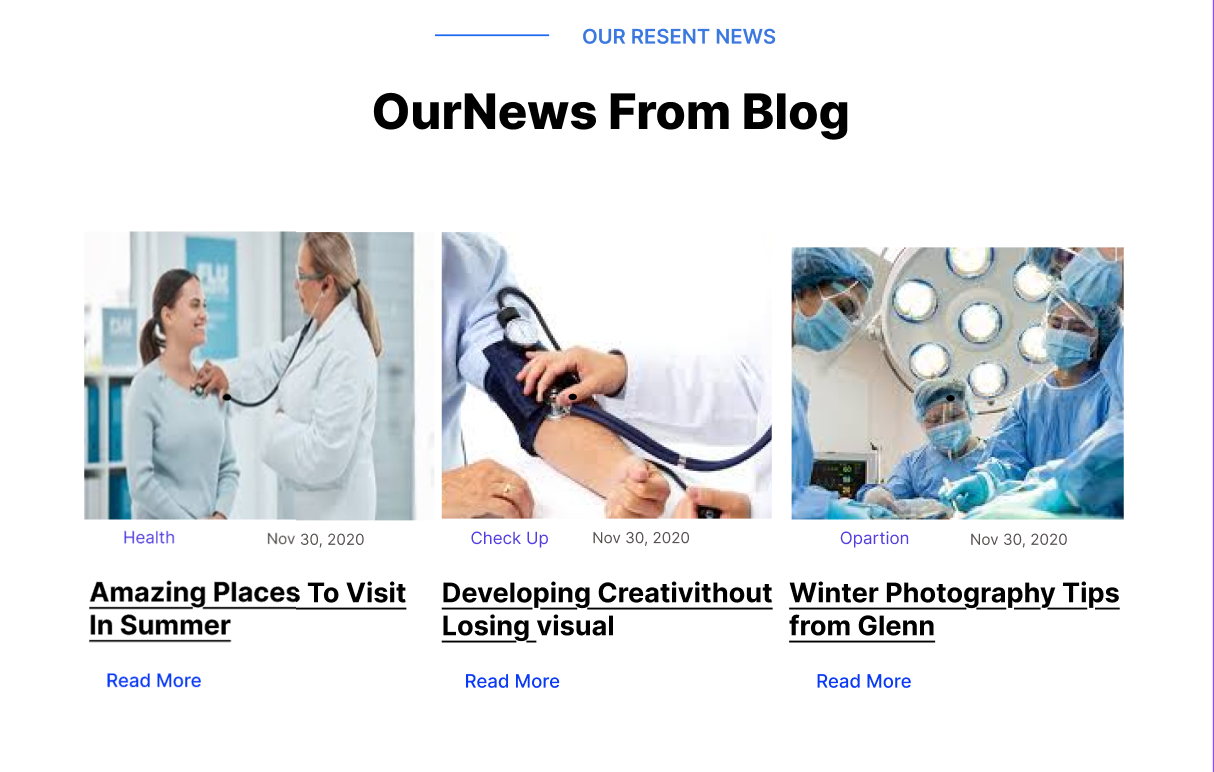 OUR RESENT NEWS
OurNews From Blog
Health
Nov 30, 2020
Amazing Places To Visit
In Summer
Read More
Check Up
Nov 30, 2020
Developing Creativithout
Losing visual
Read More
Opartion
Nov 30, 2020
Winter Photography Tips
from Glenn
Read More